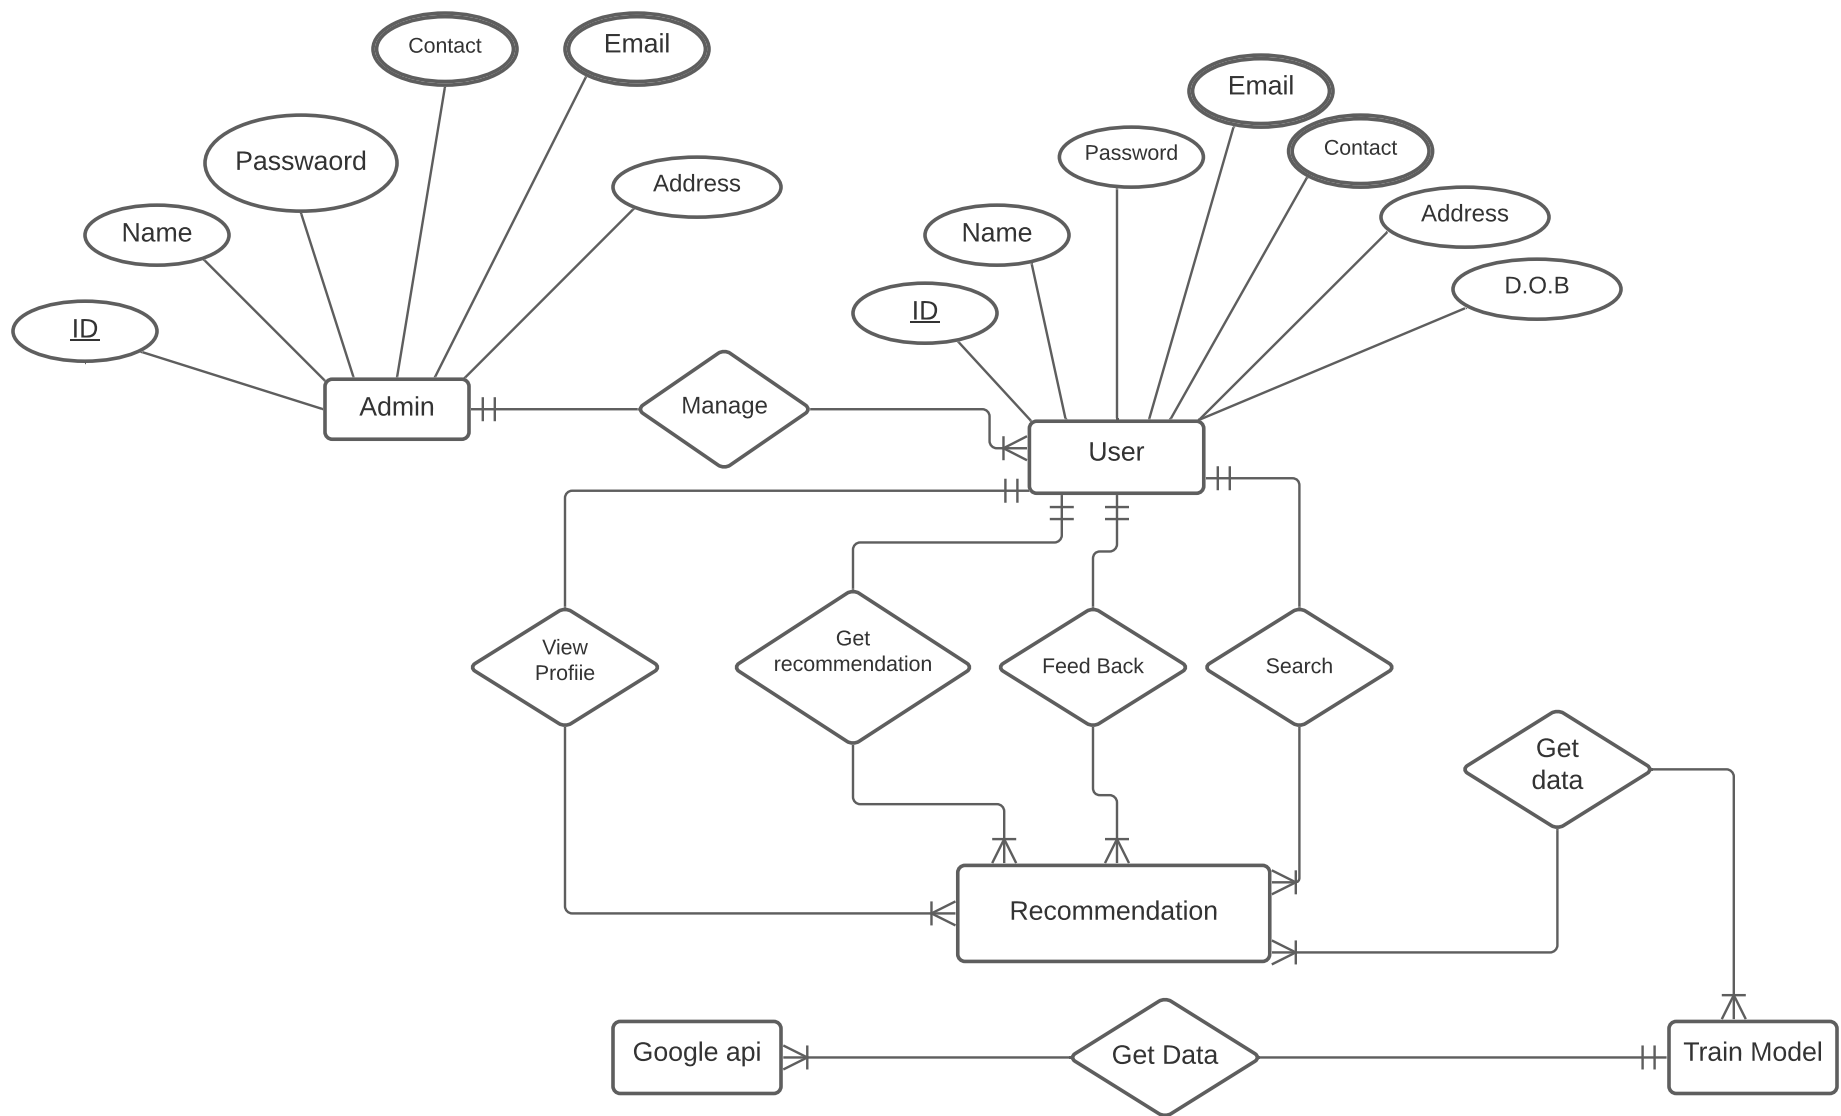 Contact
Email
Email
Passwaord
Password
Contact
Address
Address
Name
Name
D.O.B
ID
ID
Admin
Manage
User
View
Profiie
Get
recommendation
Feed Back
Search
Get
data
Recommendation
Google api
Get Data
Train Model